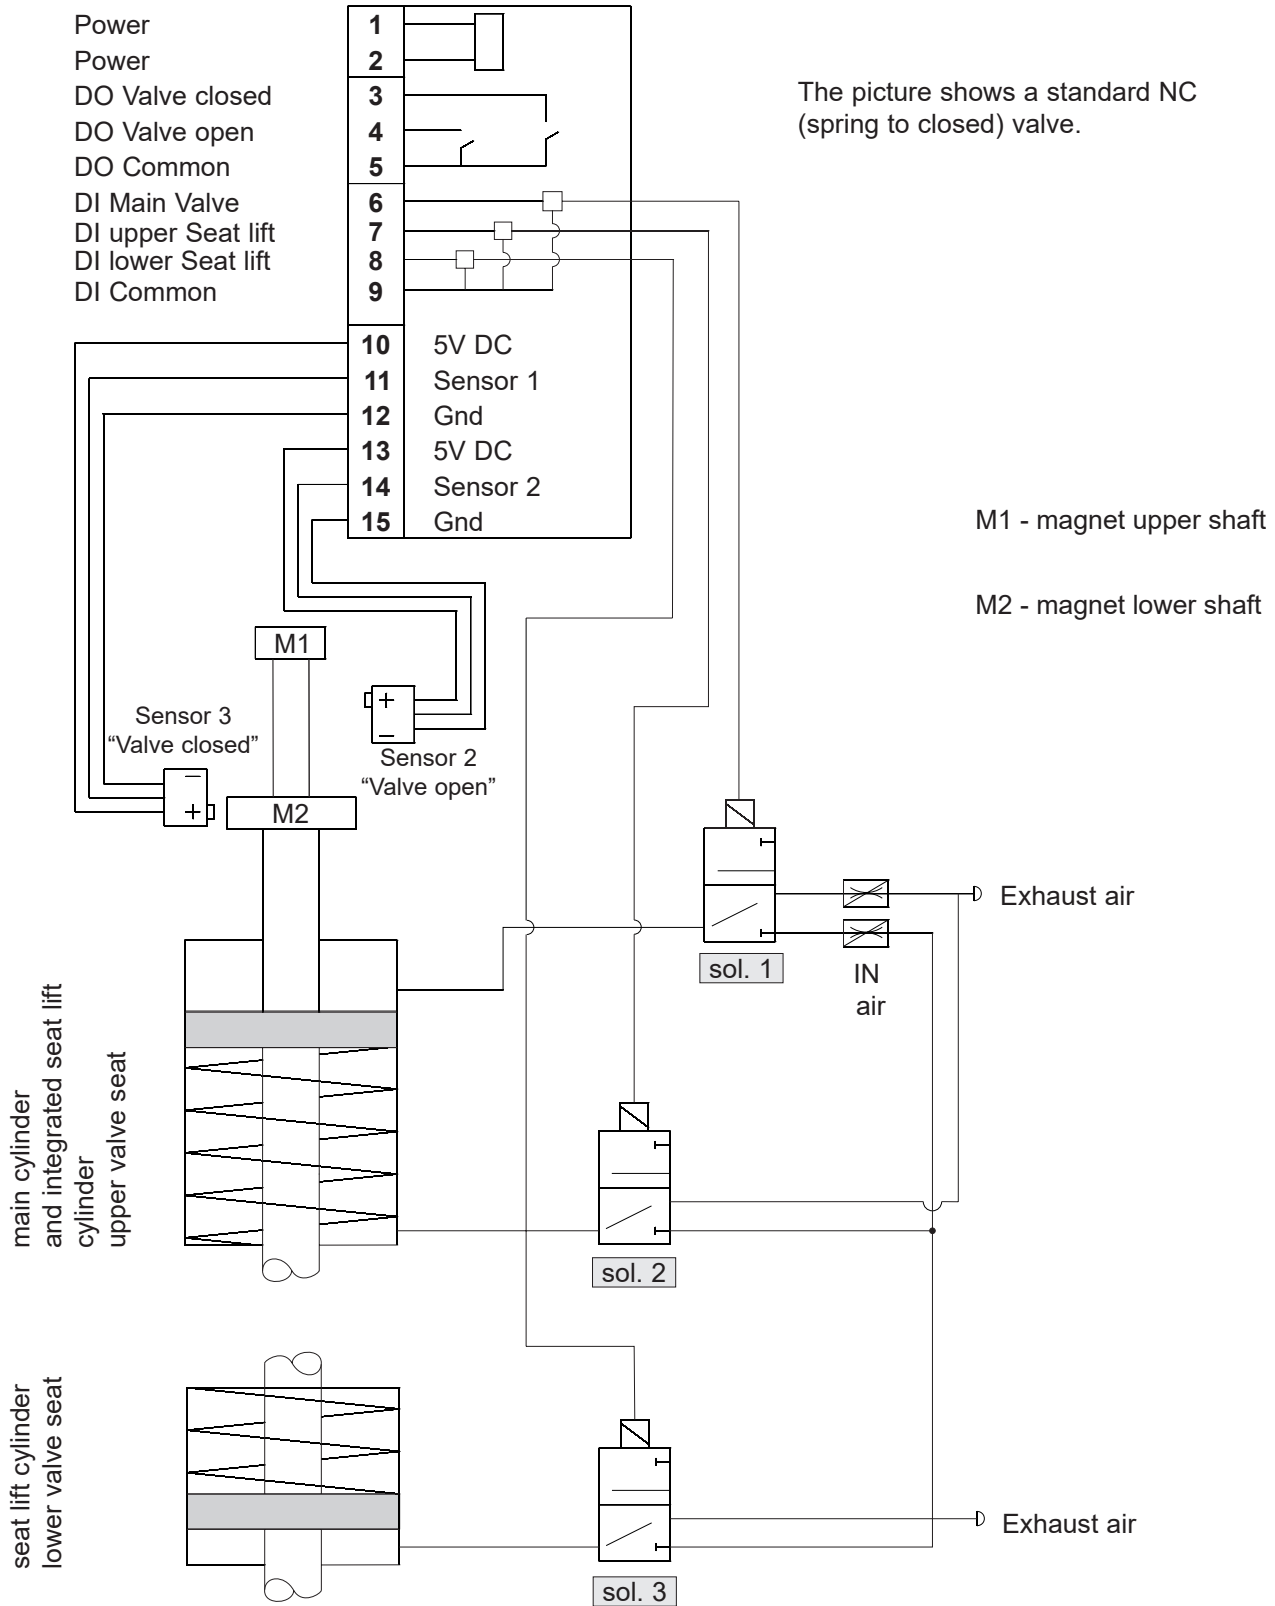 Power 1
Power 2
DO Valve closed 3
DO Valve open 4
DO Common 5
DI Main Valve 6
DI upper Seat lift 7
DI lower Seat lift 8
DI Common 9
10 5V DC
11 Sensor 1
12 Gnd
13 5V DC
14 Sensor 2
15 Gnd
The picture shows a standard NC
(spring to closed) valve.
M1 - magnet upper shaft
M2 - magnet lower shaft
M1
Sensor 3
“Valve closed”
+
–
Sensor 2
“Valve open”
–
+
M2
Exhaust air
sol. 1
IN
air
main cylinder
and integrated seat lift
cylinder
upper valve seat
sol. 2
seat lift cylinder
lower valve seat
Exhaust air
sol. 3